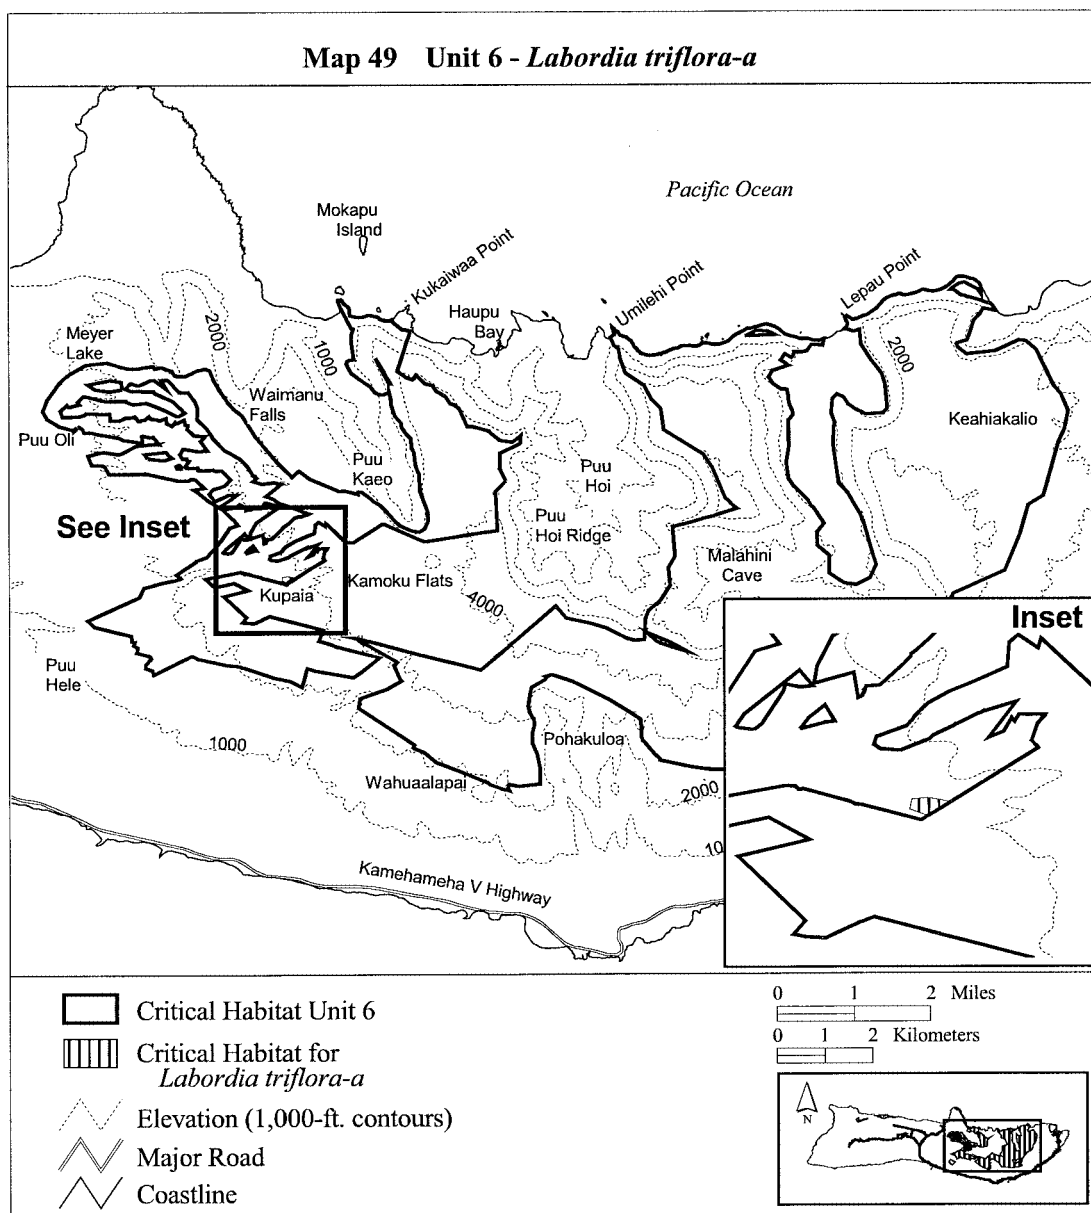 Map 49 Unit 6 - Labordia triflora-a
Pacific Ocean
Mokapu
Island
Kukaiwaa Point
Haupu
Bay
Umilehi Point
Lepau Point
Meyer
Lake
2000
1000
2000
Waimanu
Falls
Keahiakalio
Puu Oli
Puu
Kaeo
Puu
Hoi
See Inset
Puu
Hoi Ridge
Malahini
Cave
Kamoku Flats
Kupaia
4000
Inset
Puu
Hele
1000
Pohakuloa
Wahuaalapai
2000
10
Kamehameha V Highway
Critical Habitat Unit 6
Critical Habitat for
Labordia triflora-a
Elevation (1,000-ft. contours)
Major Road
Coastline
0 1 2 Miles
0 1 2 Kilometers
N